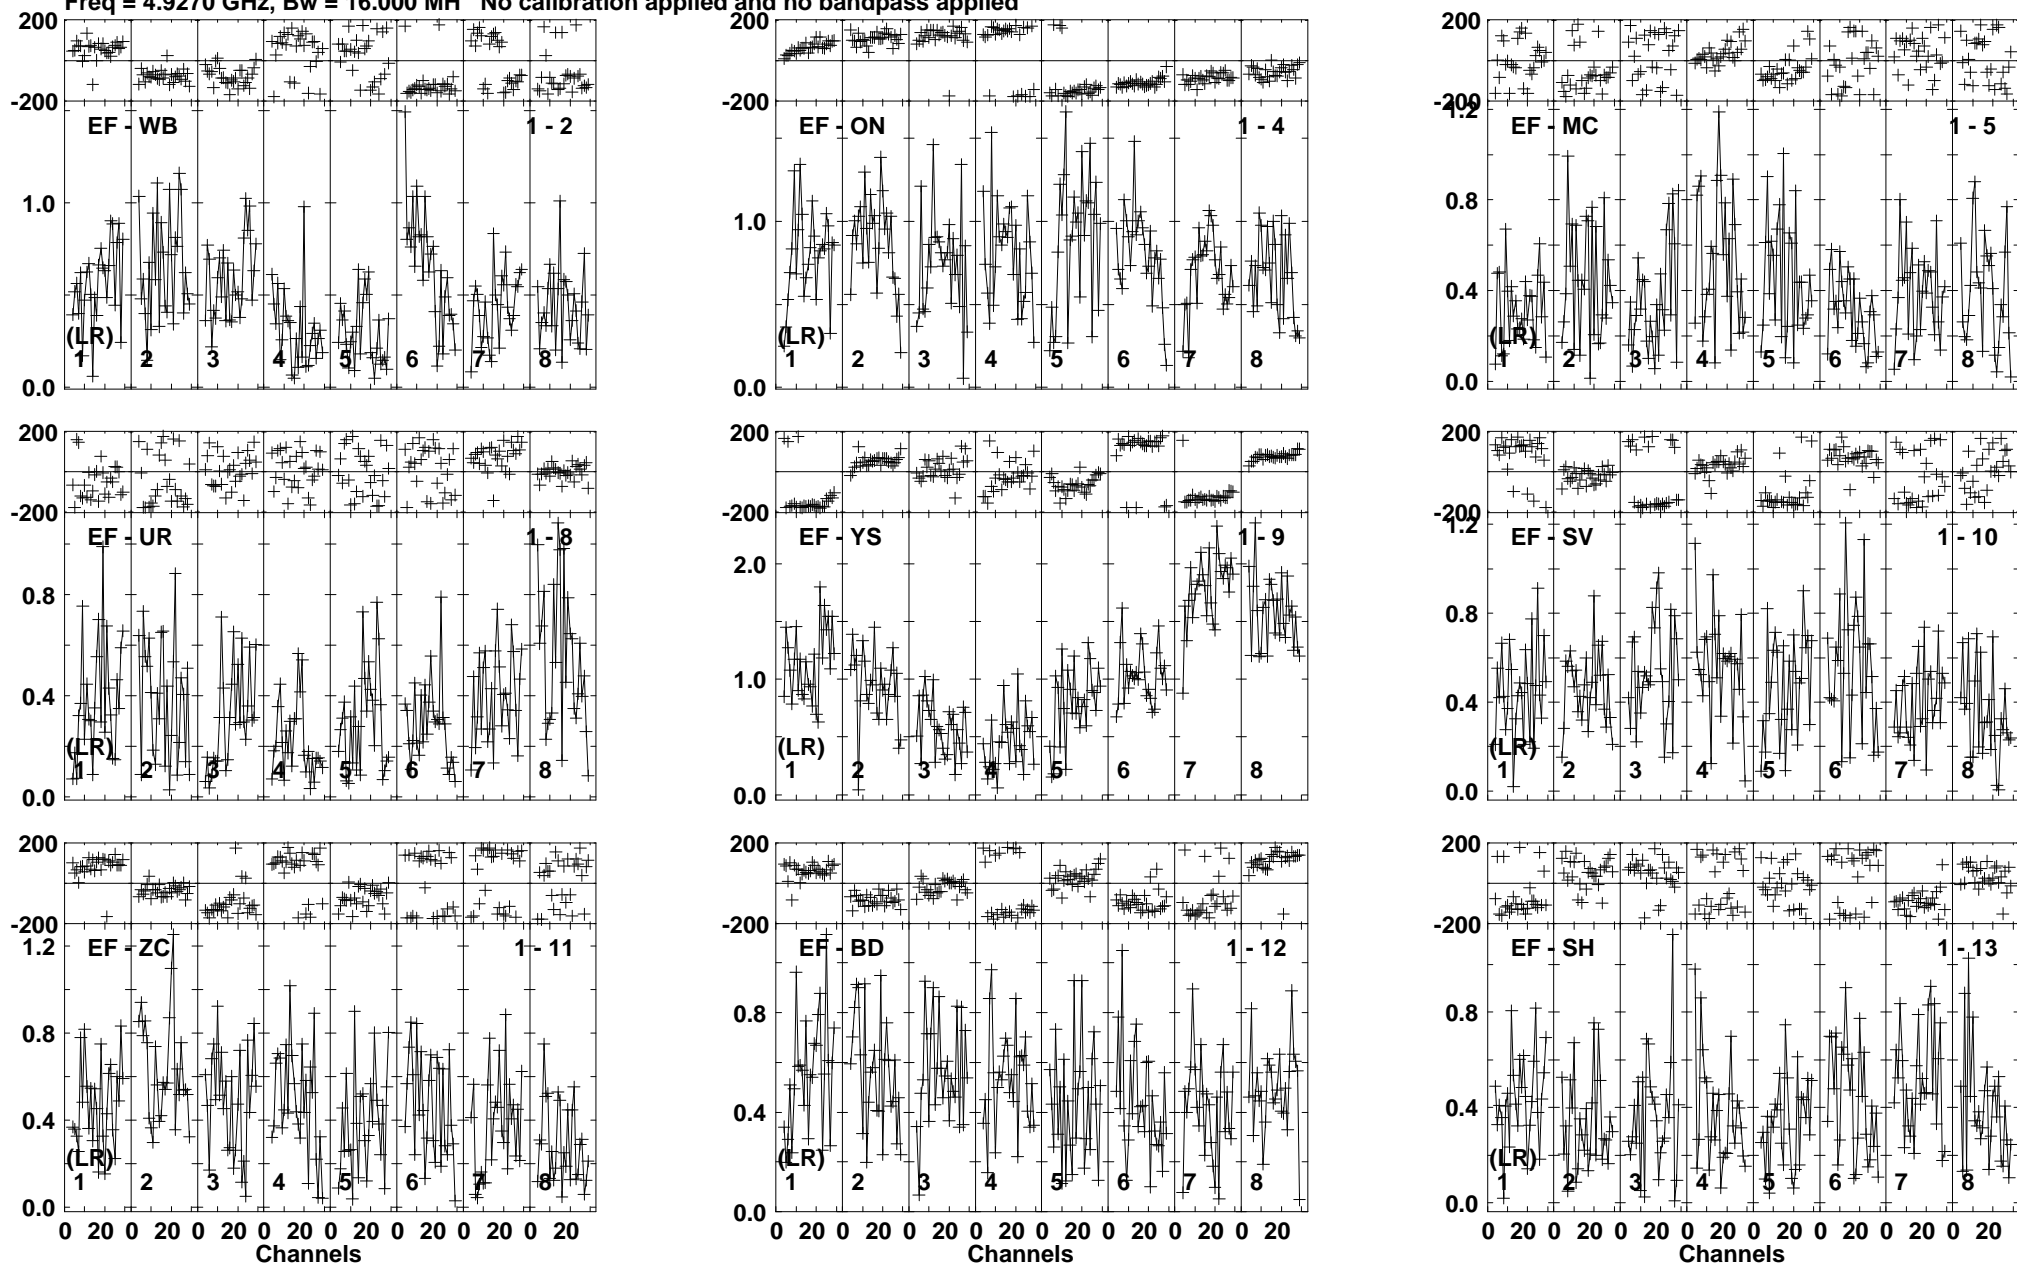 Freq = 4.9270 GHz, Bw = 16.000 MH No calibration applied and no bandpass applied
200 200 200
-200 -200 -200
EF - WB 1 - 2 EF - ON 1 - 4 1.2 EF - MC 1 - 5
1.0 1.0 0.8
0.4
(LR) (LR) (LR)
1 2 3 4 5 6 7 8 1 2 3 4 5 6 7 8 1 2 3 4 5 6 7 8
0.0 0.0 0.0
200 200 200
-200 -200 -200
EF - UR 1 - 8 EF - YS 1 - 9 1.2 EF - SV 1 - 10
0.8 2.0 0.8
0.4 1.0 0.4
(LR) (LR) (LR)
1 2 3 4 5 6 7 8 1 2 3 4 5 6 7 8 1 2 3 4 5 6 7 8
0.0 0.0 0.0
200 200 200
-200 -200 -200
1.2 EF - ZC 1 - 11 EF - BD 1 - 12 EF - SH 1 - 13
0.8 0.8 0.8
0.4 0.4 0.4
(LR) (LR) (LR)
1 2 3 4 5 6 7 8 1 2 3 4 5 6 7 8 1 2 3 4 5 6 7 8
0.0 0.0 0.0
0 20 0 20 0 20 0 20 0 20 0 20 0 20 0 20 0 20 0 20 0 20 0 20 0 20 0 20 0 20 0 20 0 20 0 20 0 20 0 20 0 20 0 20 0 20 0 20
Channels Channels Channels